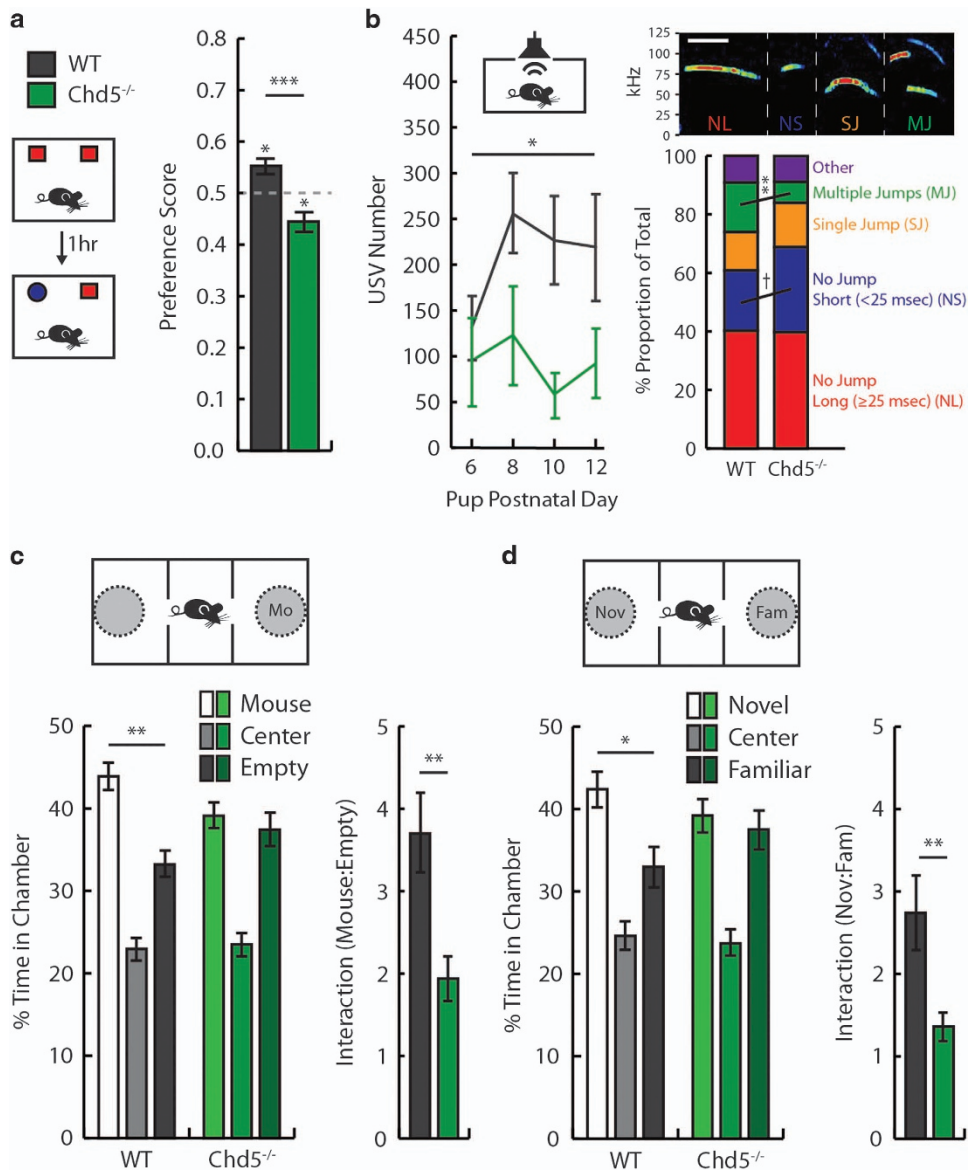 a
WT
Chd5-/-
1hr
Preference Score
0.8
0.7
0.6
0.5
0.4
0.3
0.2
0.1
0.0
***
*
*
b
USV Number
450
400
350
300
250
200
150
100
50
0
*
6 8 10 12
Pup Postnatal Day
kHz
125
100
75
50
25
0
NL NS SJ MJ
% Proportion of Total
100
80
60
40
20
0
**
†
WT Chd5-/-
Other
Multiple Jumps (MJ)
Single Jump (SJ)
No Jump
Short (<25 msec) (NS)
No Jump
Long (≥25 msec) (NL)
c
Mo
Mouse
Center
Empty
% Time in Chamber
50
40
30
20
10
0
**
WT Chd5-/-
Interaction (Mouse:Empty)
5
4
3
2
1
0
**
d
Nov Fam
Novel
Center
Familiar
% Time in Chamber
50
40
30
20
10
0
*
WT Chd5-/-
Interaction (Nov:Fam)
5
4
3
2
1
0
**